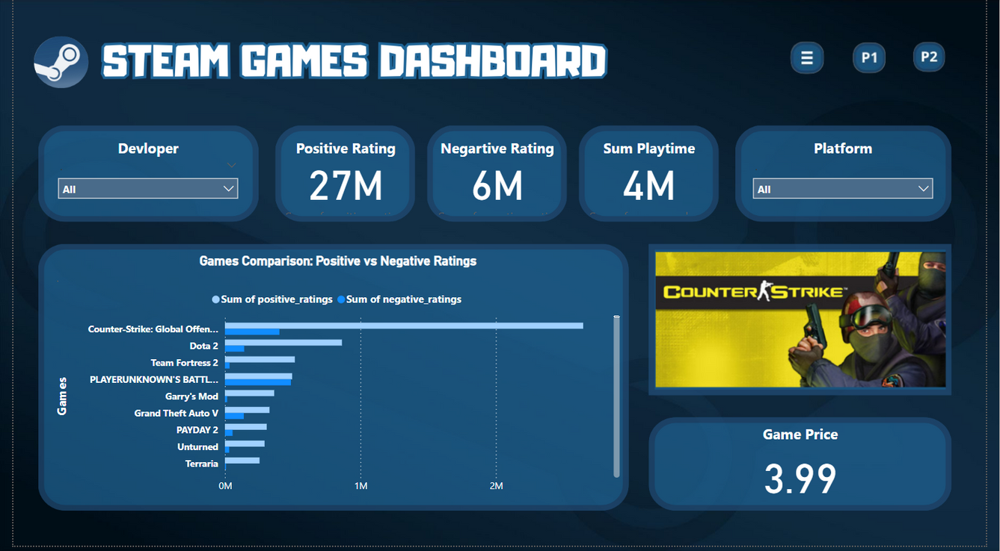 STEAM GAMES DASHBOARD
P1
P2
Devloper
All
Positive Rating
27M
Negartive Rating
6M
Sum Playtime
4M
Platform
All
Games Comparison: Positive vs Negative Ratings
Sum of positive_ratings
Sum of negative_ratings
Games
Counter-Strike: Global Offen...
Dota 2
Team Fortress 2
PLAYERUNKNOWN'S BATTL...
Garry's Mod
Grand Theft Auto V
PAYDAY 2
Unturned
Terraria
0M
1M
2M
COUNTER STRIKE™
Game Price
3.99